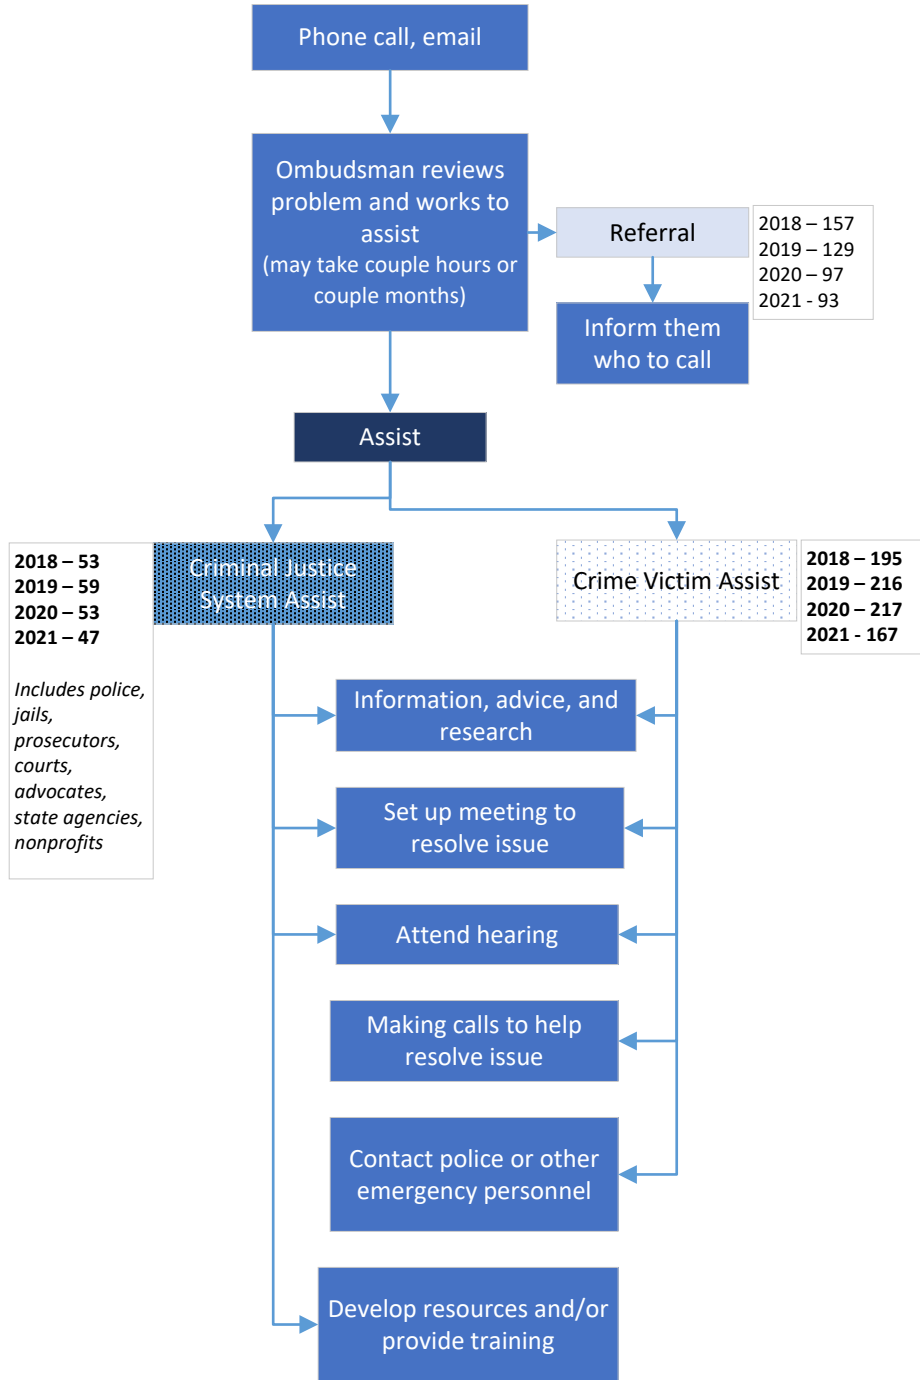 Phone call, email
Ombudsman reviews
problem and works to
assist
(may take couple hours or
couple months)
Referral
2018 – 157
2019 – 129
2020 – 97
2021 - 93
Inform them
who to call
Assist
2018 – 53
2019 – 59
2020 – 53
2021 – 47
Includes police,
jails,
prosecutors,
courts,
advocates,
state agencies,
nonprofits
Criminal Justice
System Assist
Crime Victim Assist
2018 – 195
2019 – 216
2020 – 217
2021 - 167
Information, advice, and
research
Set up meeting to
resolve issue
Attend hearing
Making calls to help
resolve issue
Contact police or other
emergency personnel
Develop resources and/or
provide training